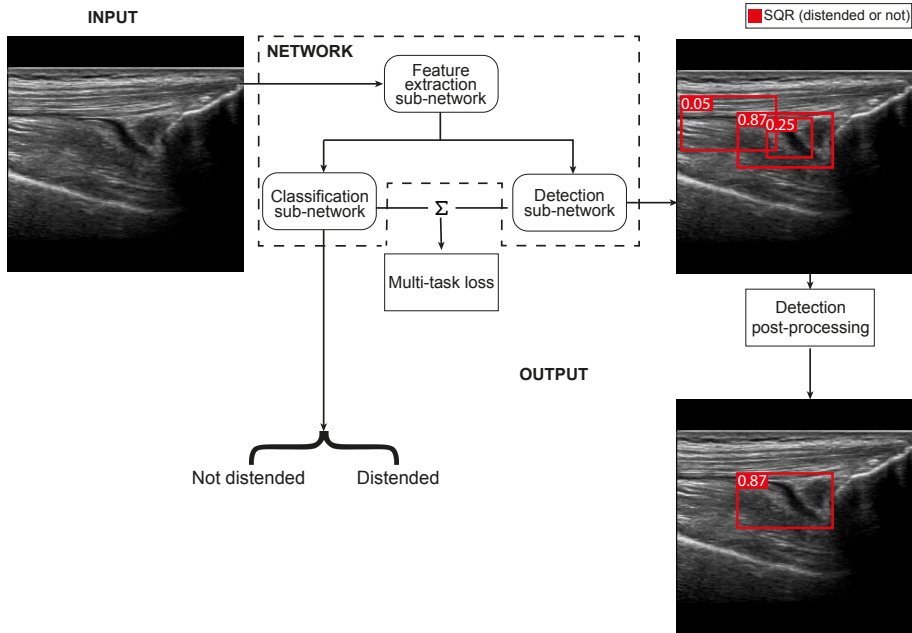 INPUT
SQR (distended or not)
NETWORK
Feature
extraction
sub-network
0.05
0.87
0.25
Classification
sub-network
Σ
Detection
sub-network
Multi-task loss
Detection
post-processing
OUTPUT
Not distended
Distended
0.87